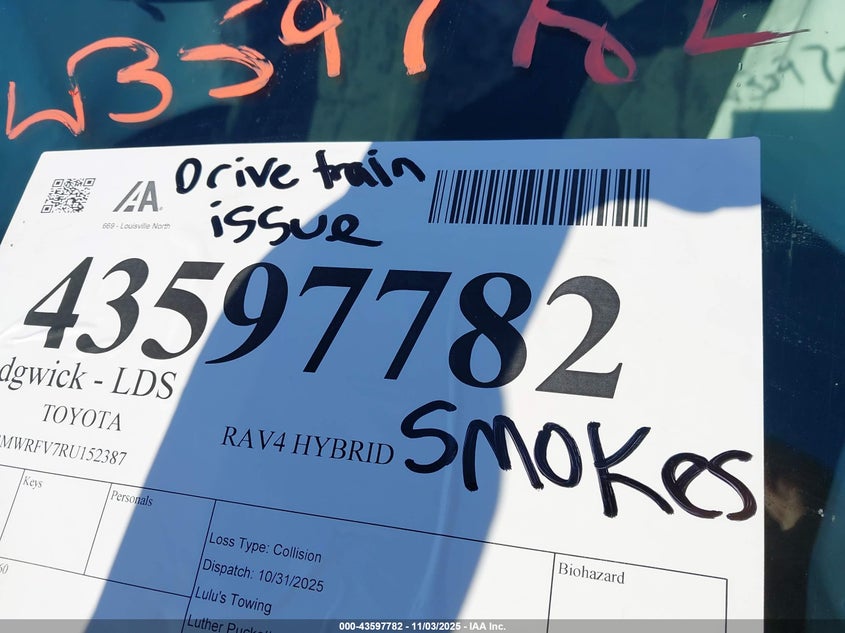 W3597782
IAA
Drive train
669 - Louisville North
issue
43597782
dgwick - LDS
TOYOTA
MWRFV7RU152387
RAV4 HYBRID
SMOKes
Keys
Personals
Loss Type: Collision
Dispatch: 10/31/2025
Lulu's Towing
Biohazard
000-43597782 - 11/03/2025 - IAA Inc.